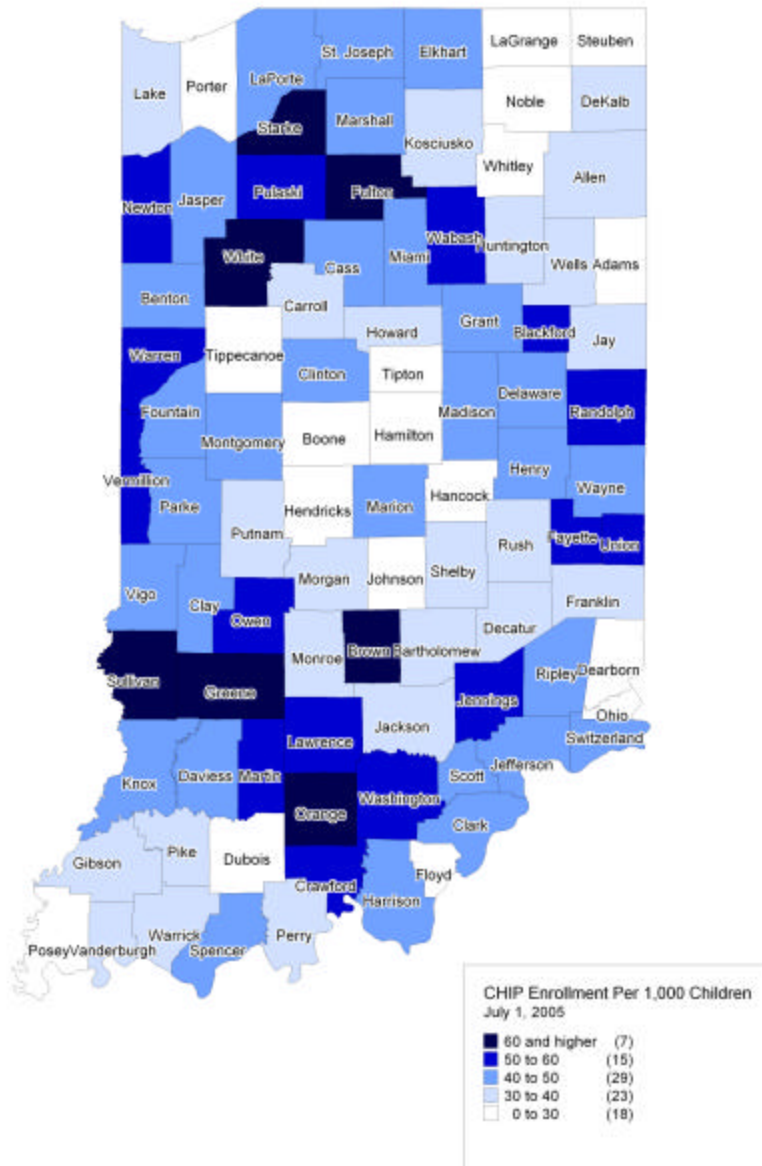 LaGrange
Steuben
St. Joseph
Elkhart
LaPorte
Porter
Lake
Noble
DeKalb
Starke
Marshall
Kosciusko
Whitley
Allen
Newton
Jasper
Pulaski
Fulton
Wabash
Huntington
White
Cass
Miami
Wells
Adams
Benton
Carroll
Grant
Blackford
Howard
Jay
Warren
Tippecanoe
Clinton
Tipton
Delaware
Randolph
Fountain
Montgomery
Boone
Hamilton
Madison
Henry
Vermillion
Parke
Hendricks
Marion
Hancock
Wayne
Putnam
Rush
Fayette
Union
Morgan
Johnson
Shelby
Vigo
Clay
Owen
Franklin
Decatur
Monroe
Brown
Bartholomew
Sullivan
Greene
Ripley
Dearborn
Jennings
Ohio
Jackson
Lawrence
Switzerland
Knox
Daviess
Martin
Scott
Jefferson
Washington
Orange
Clark
Gibson
Pike
Dubois
Floyd
Crawford
Harrison
Posey
Vanderburgh
Warrick
Spencer
Perry
CHIP Enrollment Per 1,000 Children
July 1, 2005
60 and higher (7)
50 to 60 (15)
40 to 50 (29)
30 to 40 (23)
0 to 30 (18)